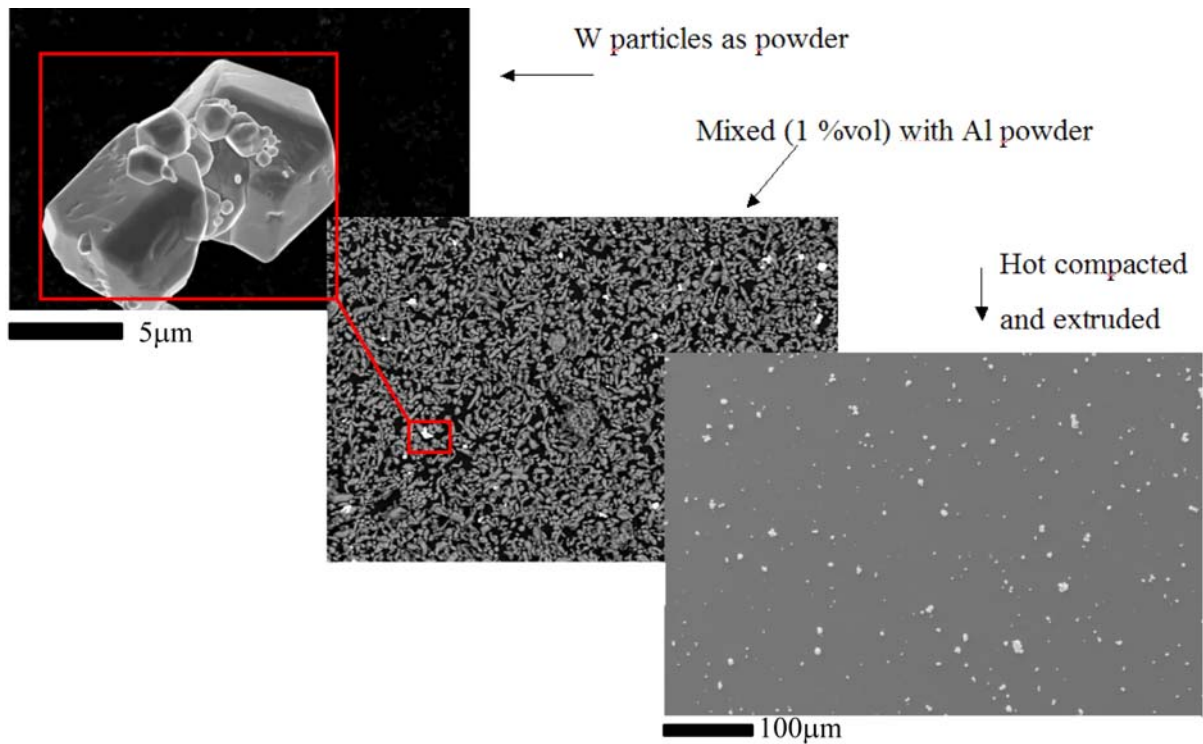 W particles as powder
Mixed (1 %vol) with Al powder
Hot compacted
and extruded
5μm
100μm